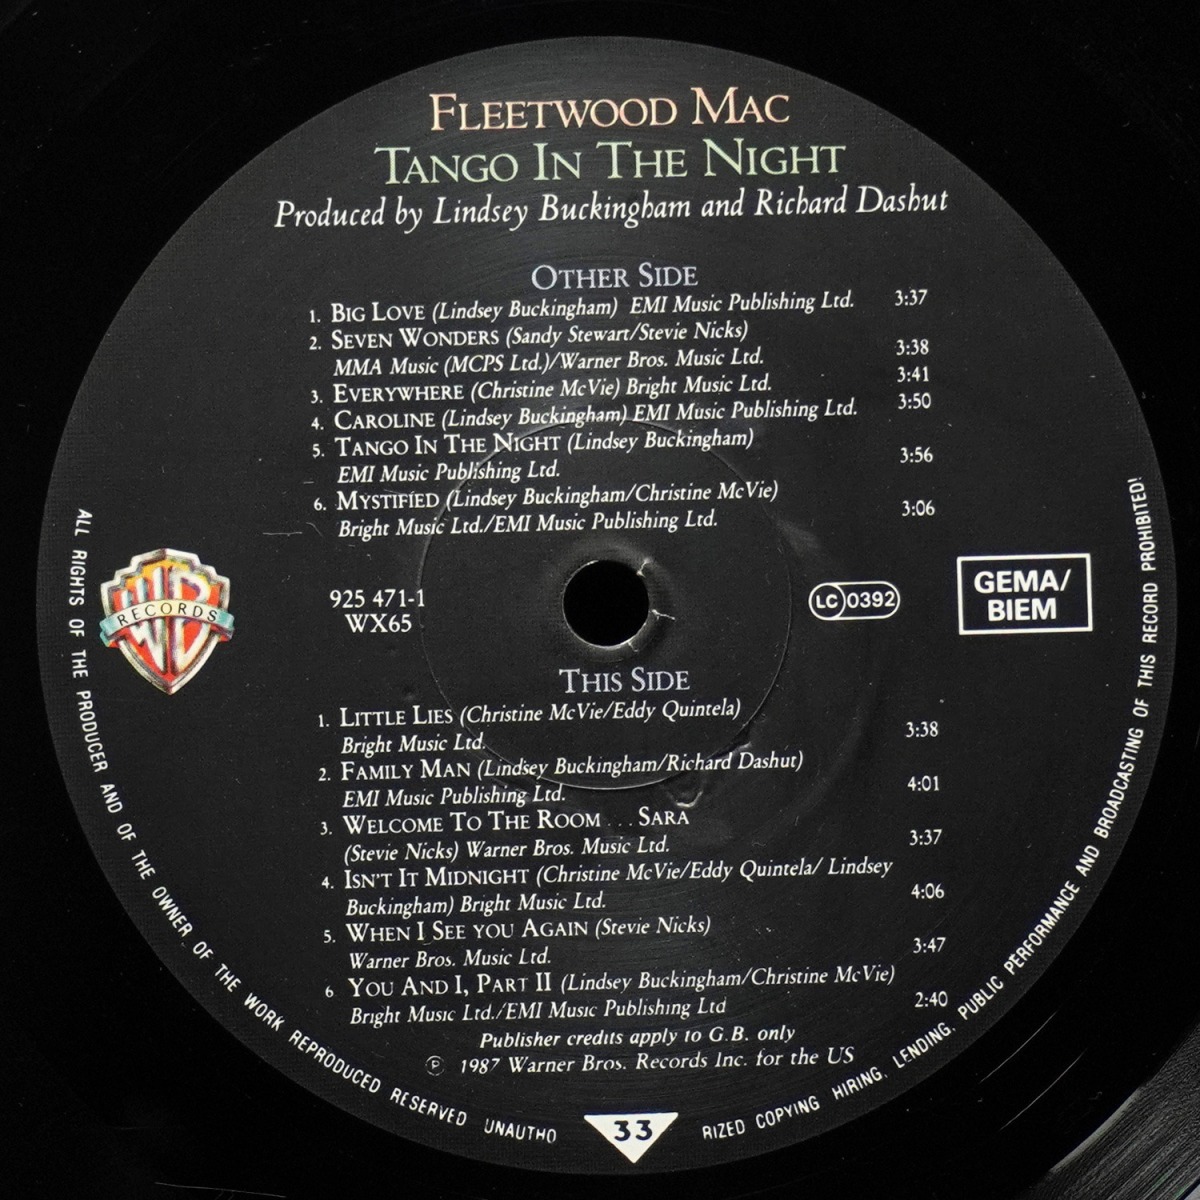 FLEETWOOD MAC
TANGO IN THE NIGHT
Produced by Lindsey Buckingham and Richard Dashut
OTHER SIDE
1. BIG LOVE (Lindsey Buckingham) EMI Music Publishing Ltd. 3:37
2. SEVEN WONDERS (Sandy Stewart/Stevie Nicks)
MMA Music (MCPS Ltd.)/Warner Bros. Music Ltd. 3:38
3. EVERYWHERE (Christine McVie) Bright Music Ltd. 3:41
4. CAROLINE (Lindsey Buckingham) EMI Music Publishing Ltd. 3:50
5. TANGO IN THE NIGHT (Lindsey Buckingham)
EMI Music Publishing Ltd. 3:56
6. MYSTIFIED (Lindsey Buckingham/Christine McVie)
Bright Music Ltd./EMI Music Publishing Ltd. 3:06
RECORDS
925 471-1
WX65
LC 0392
GEMA/
BIEM
THIS SIDE
1. LITTLE LIES (Christine McVie/Eddy Quintela)
Bright Music Ltd. 3:38
2. FAMILY MAN (Lindsey Buckingham/Richard Dashut)
EMI Music Publishing Ltd. 4:01
3. WELCOME TO THE ROOM ... SARA
(Stevie Nicks) Warner Bros. Music Ltd. 3:37
4. ISN'T IT MIDNIGHT (Christine McVie/Eddy Quintela/ Lindsey
Buckingham) Bright Music Ltd. 4:06
5. WHEN I SEE YOU AGAIN (Stevie Nicks)
Warner Bros. Music Ltd. 3:47
6 YOU AND I, PART II (Lindsey Buckingham/Christine McVie)
Bright Music Ltd./EMI Music Publishing Ltd 2:40
Publisher credits apply to G.B. only
℗ 1987 Warner Bros. Records Inc. for the US
33
ALL RIGHTS OF THE PRODUCER AND OF THE OWNER OF THE WORK REPRODUCED RESERVED UNAUTHO RIZED COPYING HIRING, LENDING, PUBLIC PERFORMANCE AND BROADCASTING OF THIS RECORD PROHIBITED!